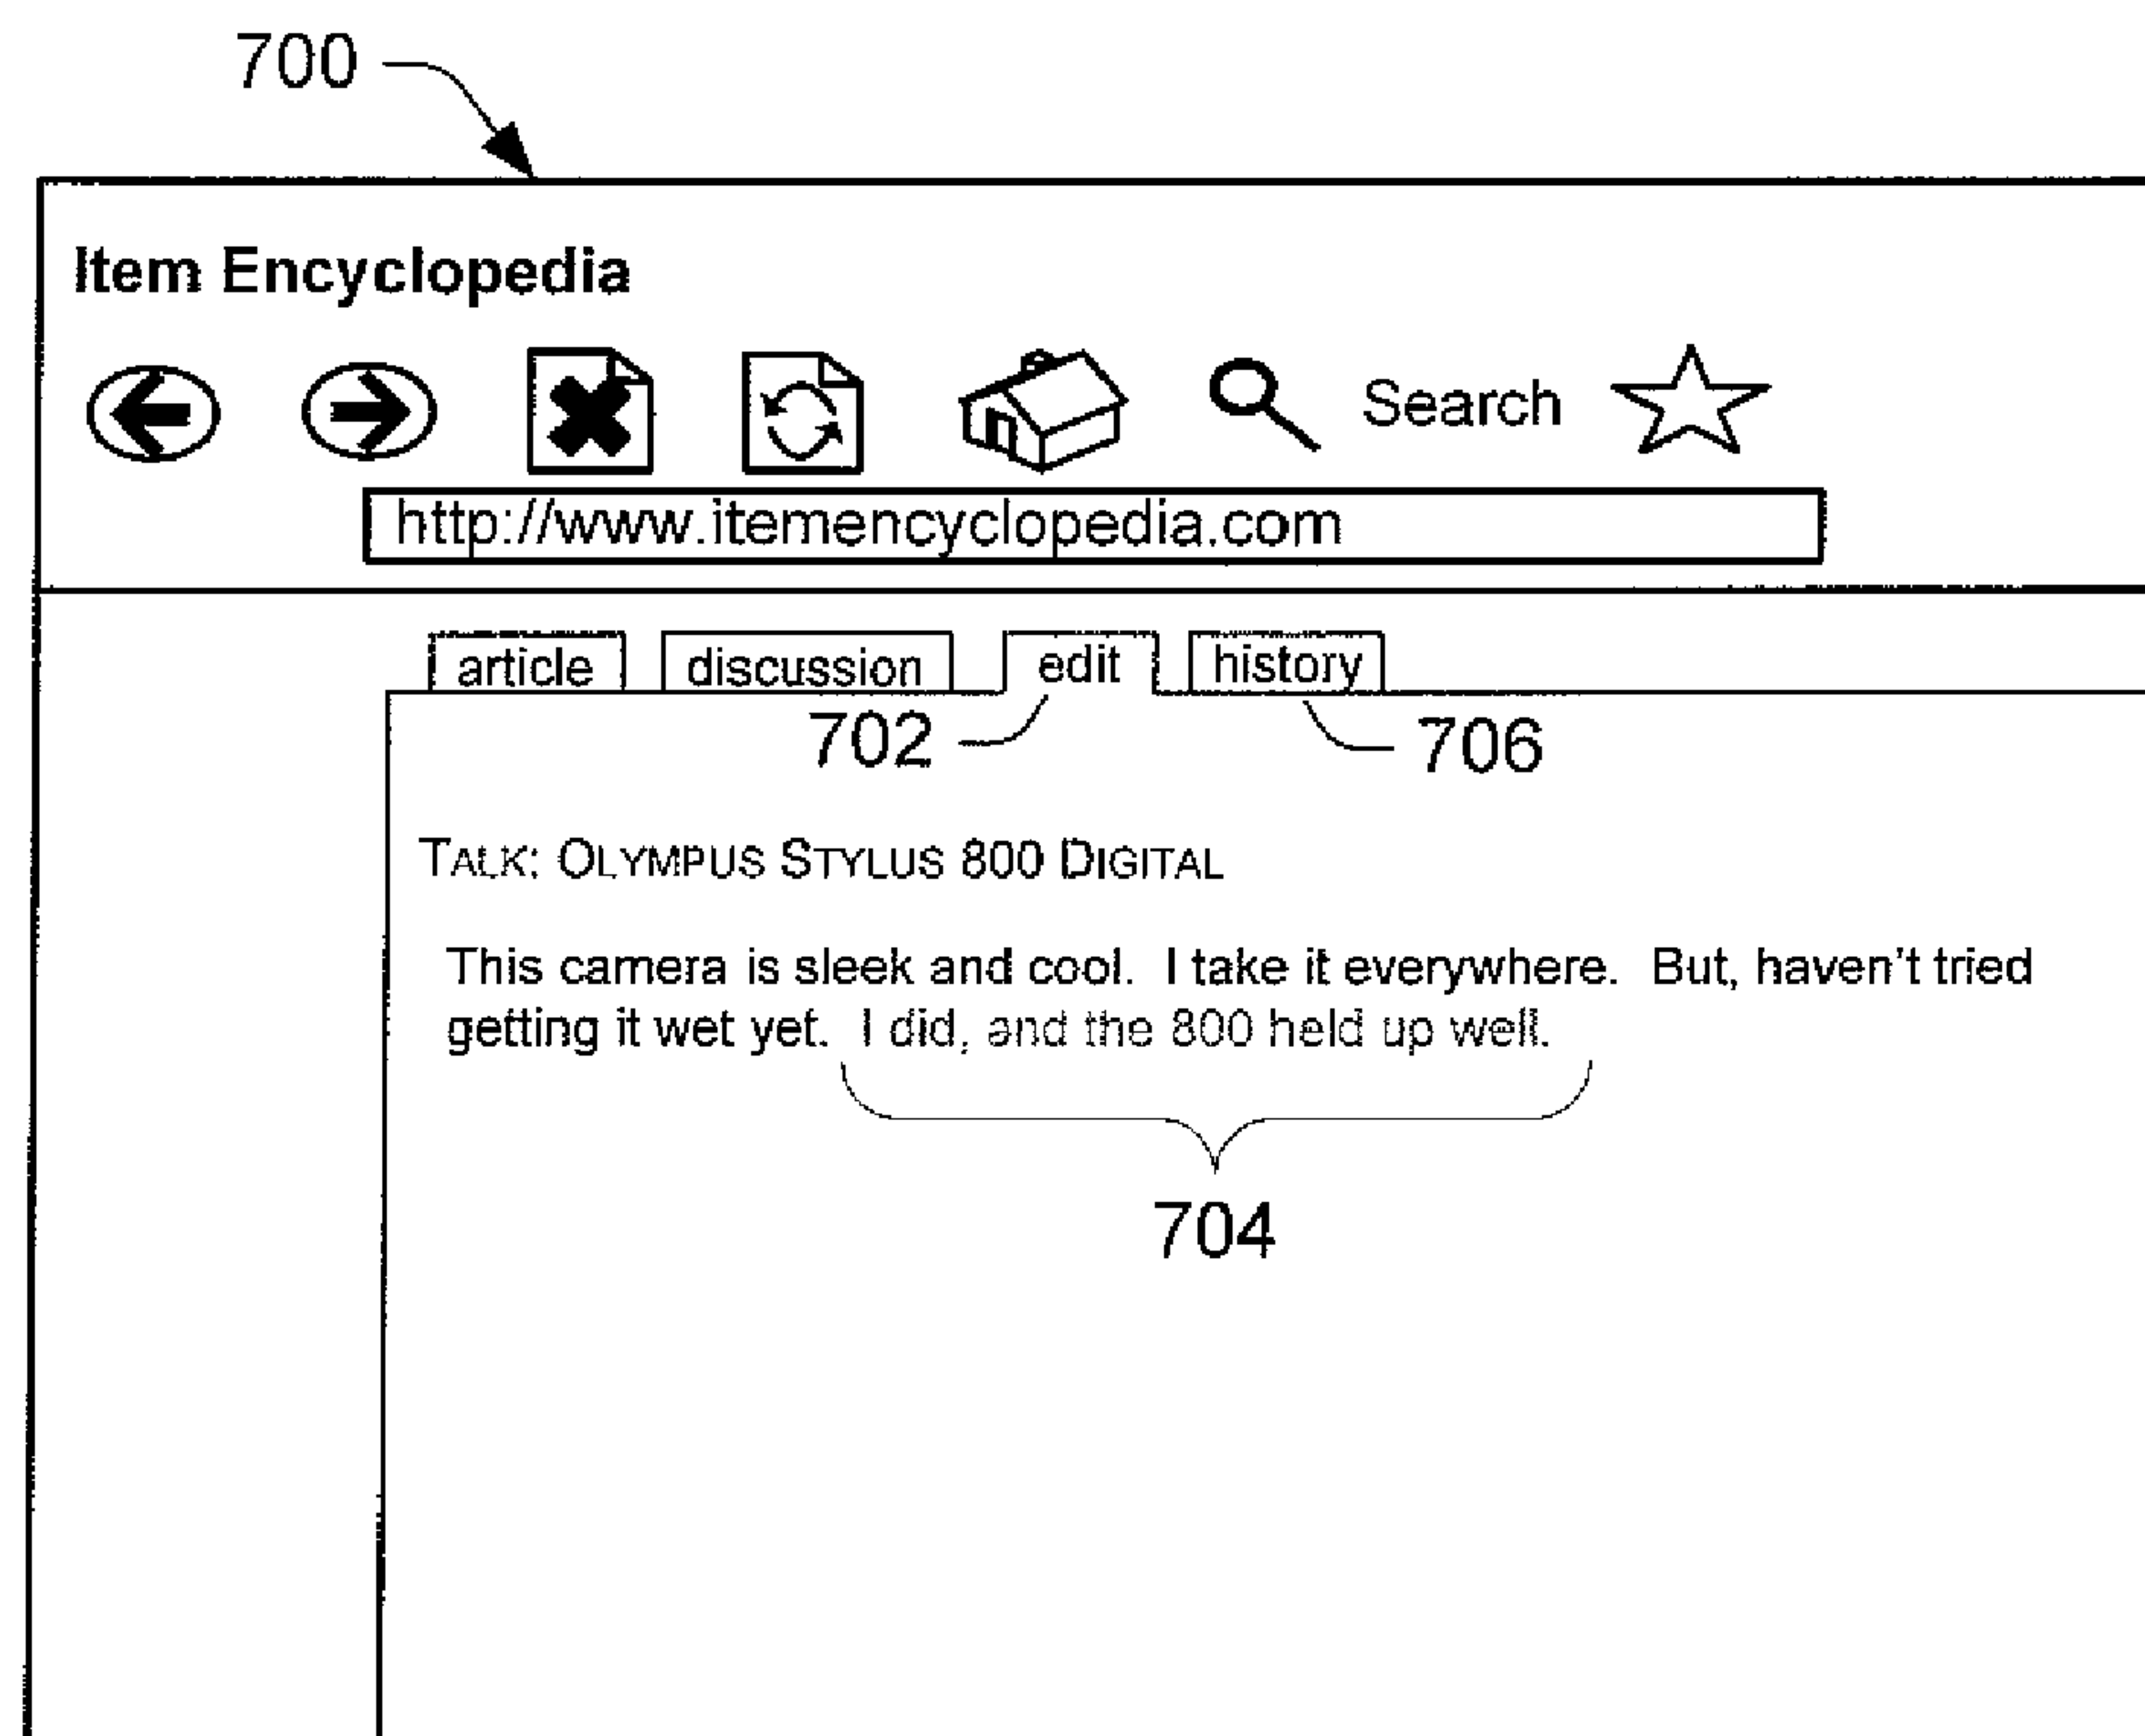 700
Item Encyclopedia
Search
http://www.itemencyclopedia.com
article discussion edit history
702 706
TALK: OLYMPUS STYLUS 800 DIGITAL
This camera is sleek and cool. I take it everywhere. But, haven't tried
getting it wet yet. I did, and the 800 held up well.
704